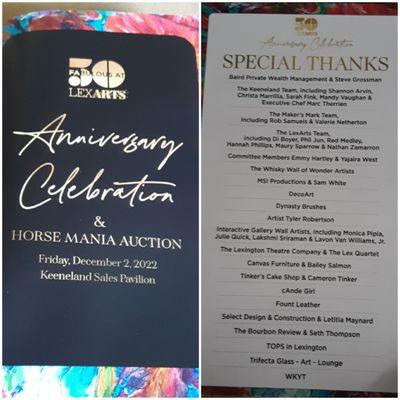 50
FABULOUS AT
LEXARTS
Anniversary
Celebration
&
HORSE MANIA AUCTION
Friday, December 2, 2022
Keeneland Sales Pavilion
50
FABULOUS AT
LEXARTS
Anniversary Celebration
SPECIAL THANKS
Baird Private Wealth Management & Steve Grossman
The Keeneland Team, including Shannon Arvin,
Christa Marrillia, Sarah Fink, Mandy Vaughan &
Executive Chef Marc Therrien
The Maker's Mark Team,
including Rob Samuels & Valerie Netherton
The LexArts Team,
including Di Boyer, Phil Jun, Red Medley,
Hannah Phillips, Maury Sparrow & Nathan Zamarron
Committee Members Emmy Hartley & Yajaira West
The Whisky Wall of Wonder Artists
MS1 Productions & Sam White
DecoArt
Dynasty Brushes
Artist Tyler Robertson
Interactive Gallery Wall Artists, including Monica Pipia,
Julie Quick, Lakshmi Sriraman & Lavon Van Williams, Jr.
The Lexington Theatre Company & The Lex Quartet
Canvas Furniture & Bailey Salmon
Tinker's Cake Shop & Cameron Tinker
cAnde Girl
Fount Leather
Select Design & Construction & Letitia Maynard
The Bourbon Review & Seth Thompson
TOPS in Lexington
Trifecta Glass - Art - Lounge
WKYT